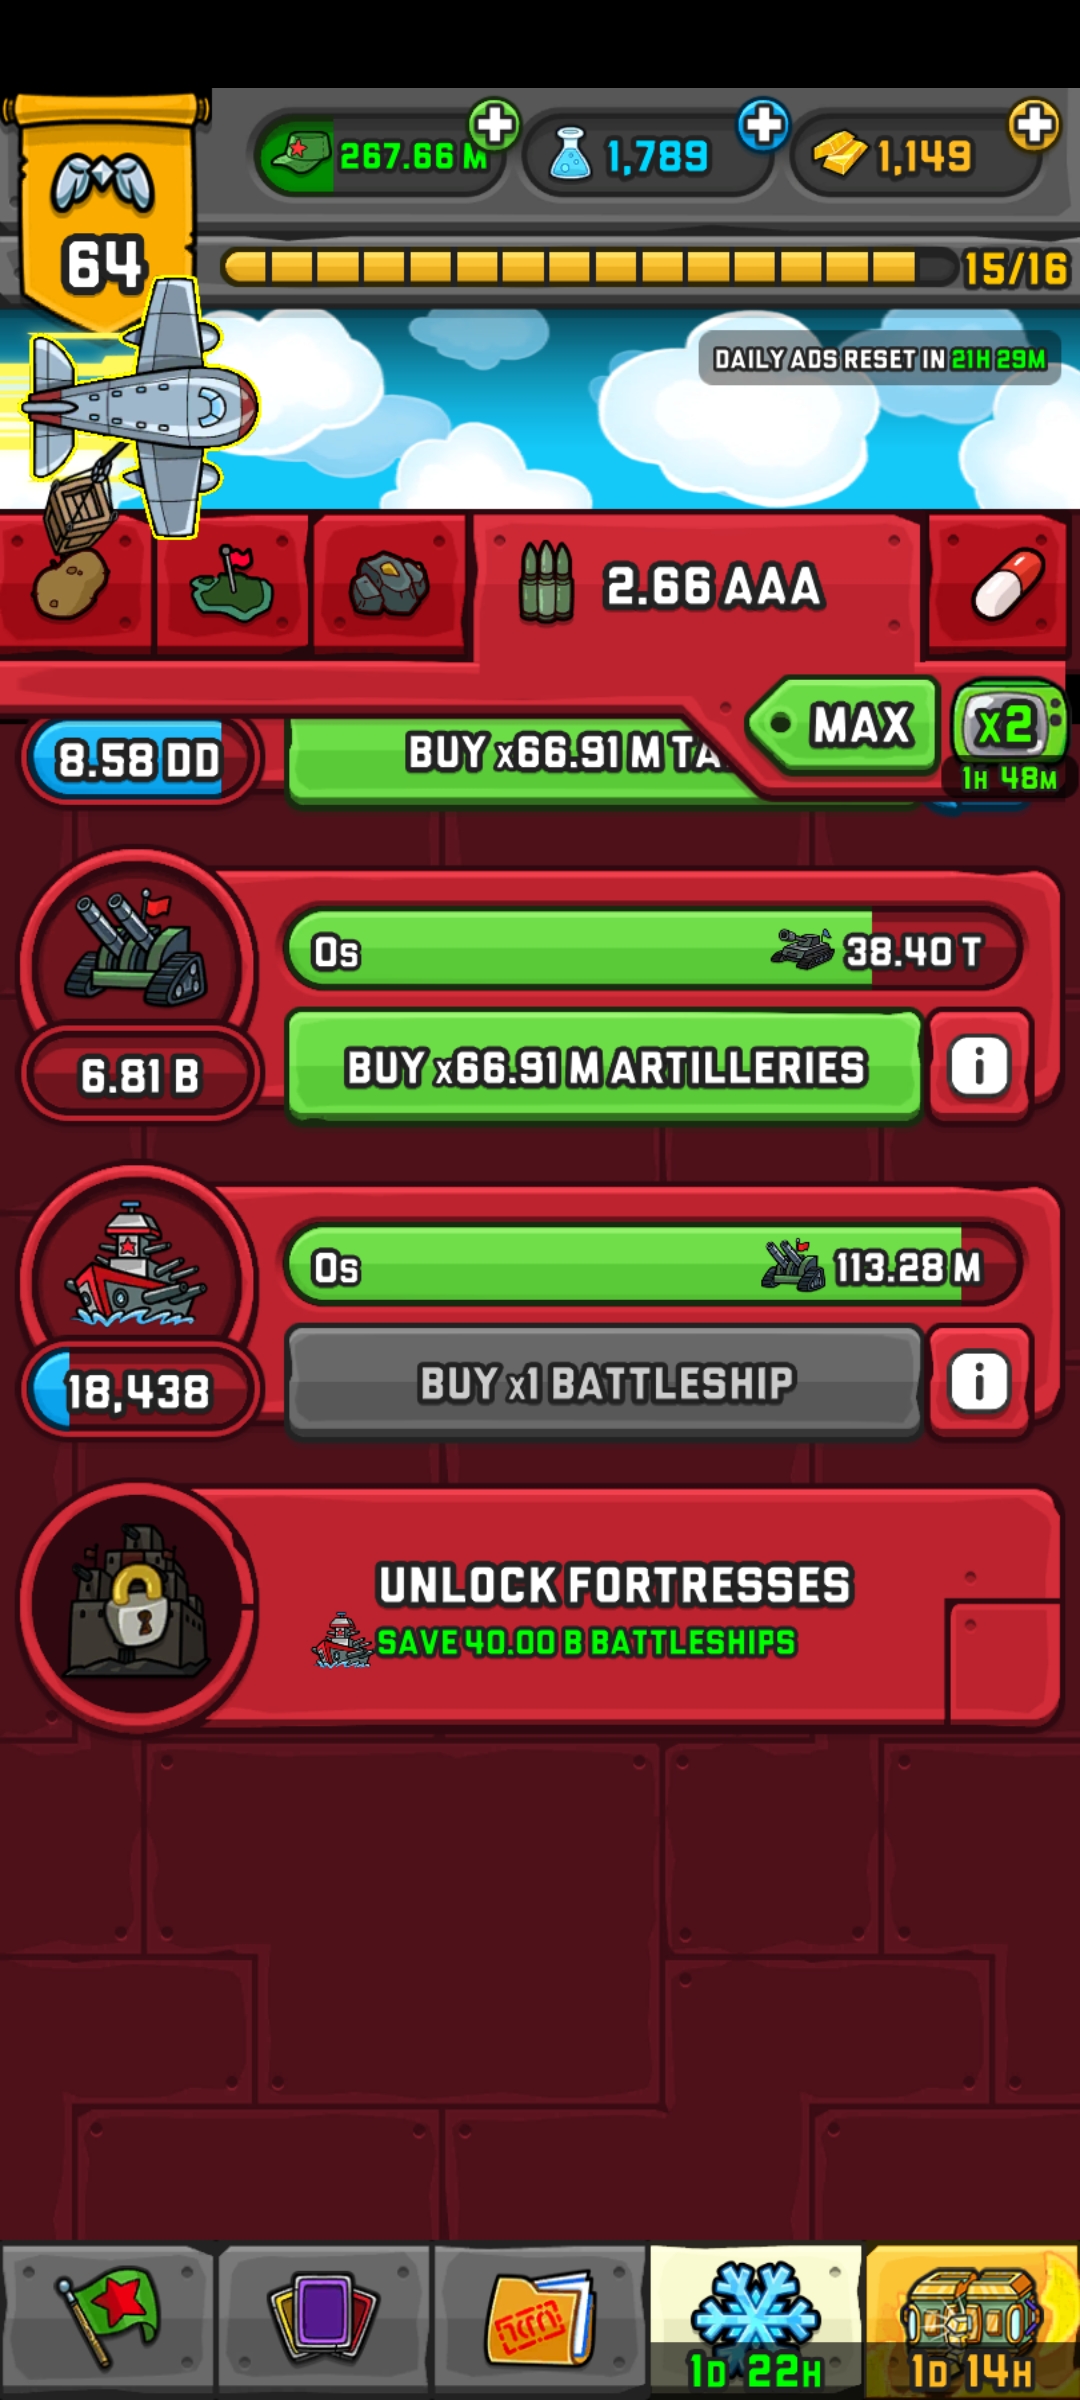 267.66 M
1,789
1,149
64
15/16
DAILY ADS RESET IN 21H 29M
2.66 AAA
MAX
X2
1H 48M
8.58 DD
BUY x66.91 M TA
0s
38.40 T
6.81 B
BUY x66.91 M ARTILLERIES
i
0s
113.28 M
18,438
BUY x1 BATTLESHIP
i
UNLOCK FORTRESSES
SAVE 40.00 B BATTLESHIPS
1D 22H
1D 14H